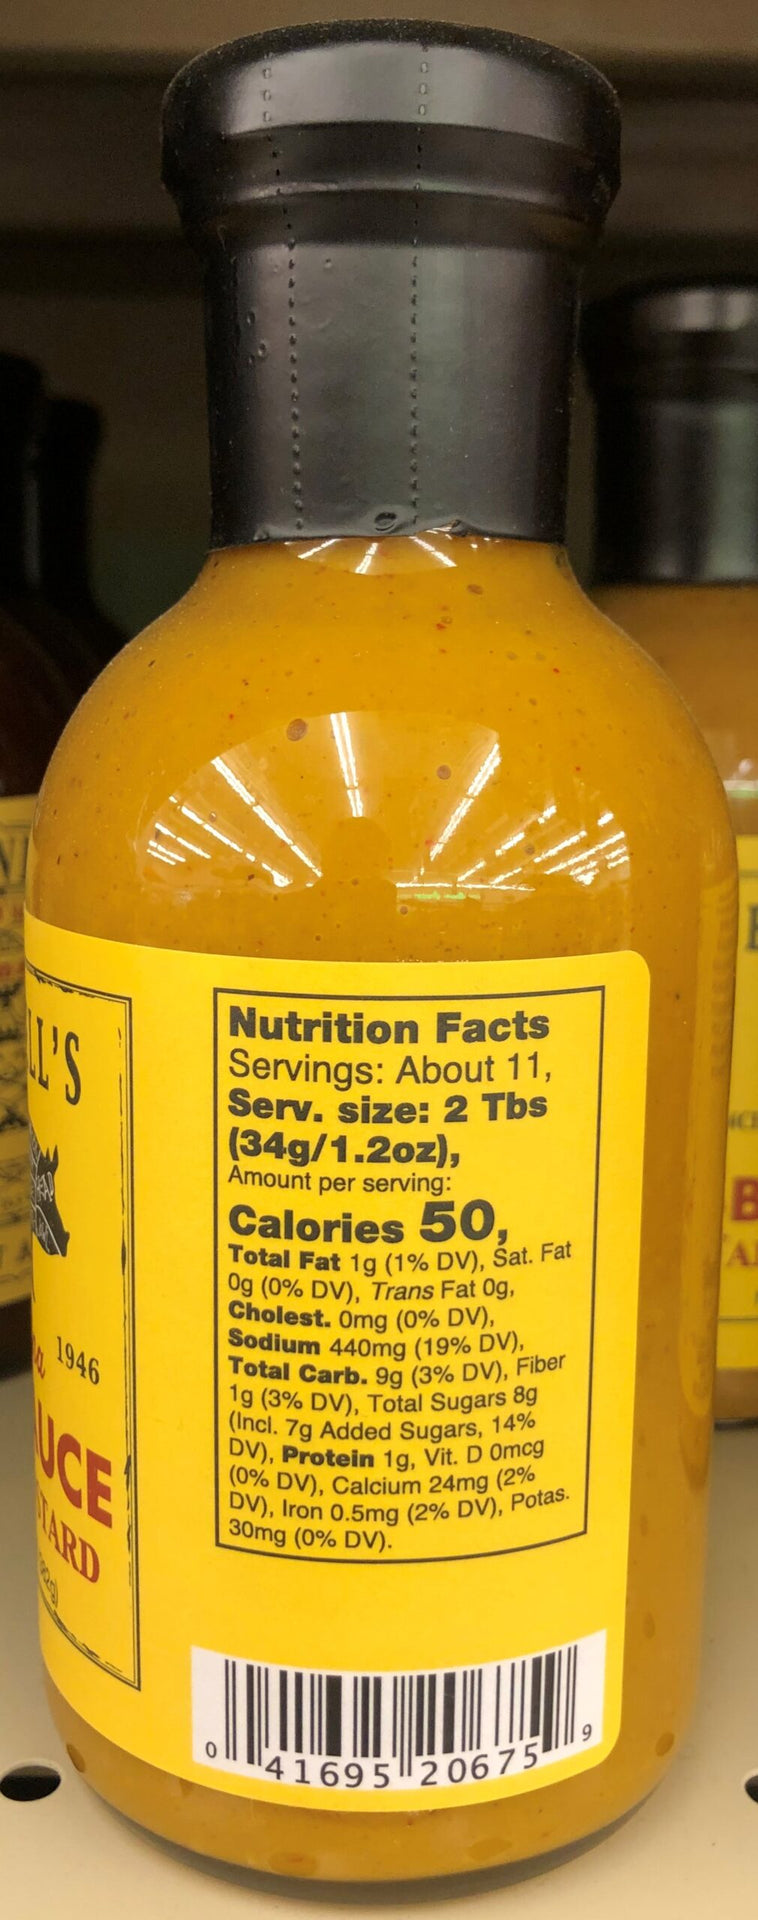 LL'S
1946
AUCE
TARD
Nutrition Facts
Servings: About 11,
Serv. size: 2 Tbs
(34g/1.2oz),
Amount per serving:
Calories 50,
Total Fat 1g (1% DV), Sat. Fat
0g (0% DV), Trans Fat 0g,
Cholest. 0mg (0% DV),
Sodium 440mg (19% DV),
Total Carb. 9g (3% DV), Fiber
1g (3% DV), Total Sugars 8g
(Incl. 7g Added Sugars, 14%
DV), Protein 1g, Vit. D 0mcg
(0% DV), Calcium 24mg (2%
DV), Iron 0.5mg (2% DV), Potas.
30mg (0% DV).
0 41695 20675 9